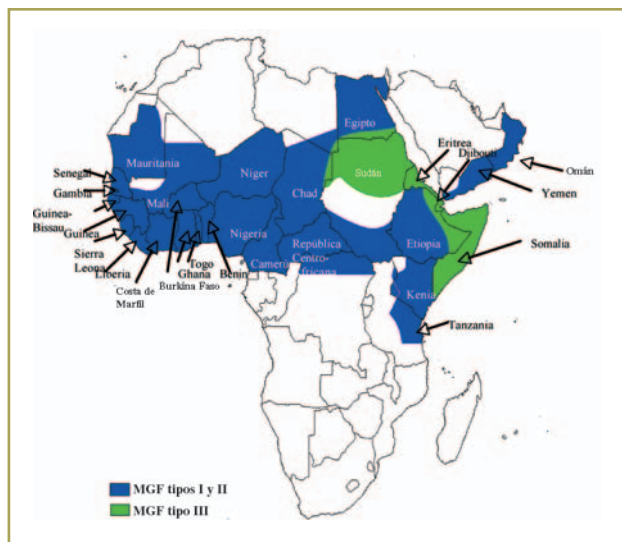 Egipto
Eritrea
Djibouti
Mauritania
Senegal
Níger
Sudán
Omán
Gambia
Chad
Yemen
Malí
Guinea-
Bissau
Nigeria
República
Centro-
africana
Etiopia
Somalia
Guinea
Sierra
Leona
Liberia
Togo
Ghana
Benin
Camerún
Costa de
Marfil
Burkina Faso
Kenia
Tanzania
MGF tipos I y II
MGF tipo III